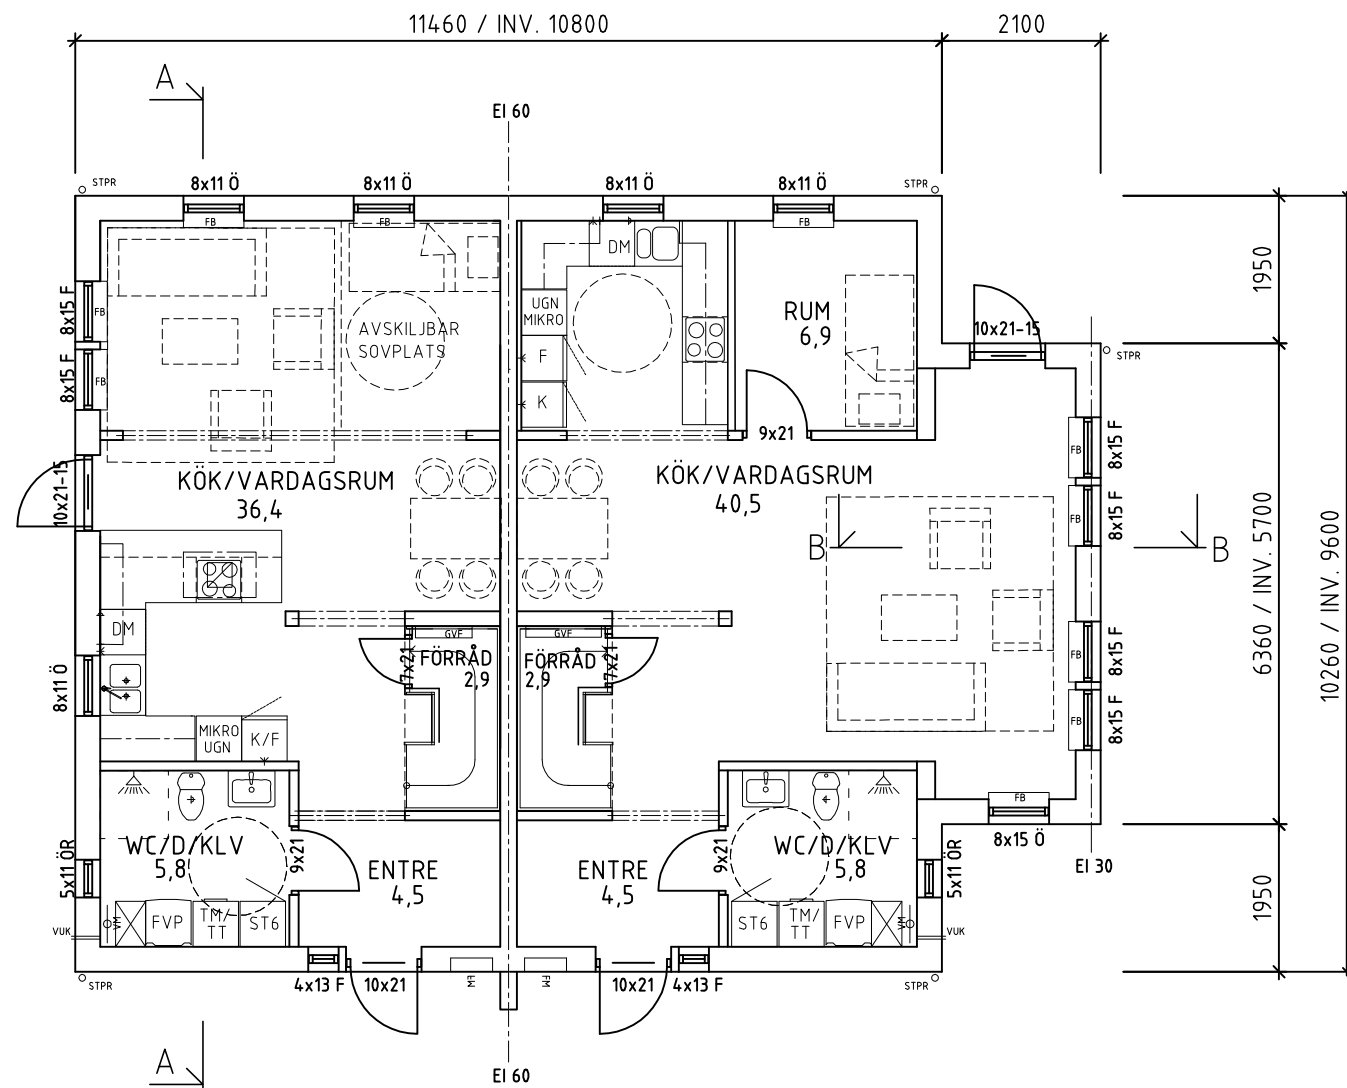 11460 / INV. 10800
2100
A
EI 60
STPR
8x11 Ö
8x11 Ö
8x11 Ö
8x11 Ö
STPR
FB
FB
FB
DM
1950
8x15 F
FB
UGN
MIKRO
RUM
6,9
10x21-15
AVSKILJBAR
SOVPLATS
F
STPR
8x15 F
FB
K
9x21
FB
8x15 F
KÖK/VARDAGSRUM
36,4
KÖK/VARDAGSRUM
40,5
10x21-15
FB
8x15 F
B
B
6360 / INV. 5700
10260 / INV. 9600
DM
GVF
GVF
7x21
FÖRRÅD
2,9
FÖRRÅD
2,9
7x21
FB
8x15 F
8x11 Ö
FB
8x15 F
MIKRO
UGN
K/F
FB
8x15 Ö
WC/D/KLV
5,8
9x21
ENTRE
4,5
ENTRE
4,5
9x21
WC/D/KLV
5,8
5x11 ÖR
5x11 ÖR
EI 30
1950
VM
FVP
TM/
TT
ST6
ST6
TM/
TT
FVP
VM
VUK
VUK
STPR
4x13 F
10x21
FM
FM
10x21
4x13 F
STPR
A
EI 60